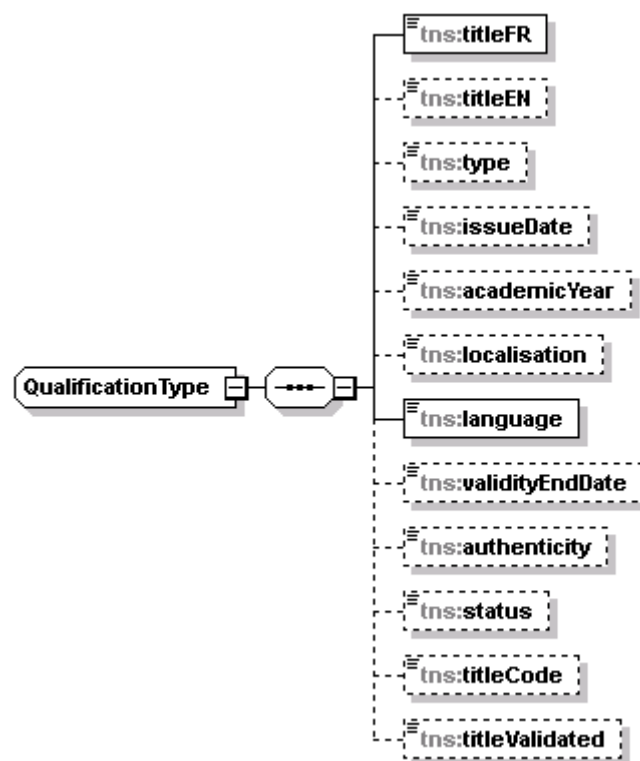 tns:titleFR
tns:titleEN
tns:type
tns:issueDate
tns:academicYear
tns:localisation
QualificationType
tns:language
tns:validityEndDate
tns:authenticity
tns:status
tns:titleCode
tns:titleValidated